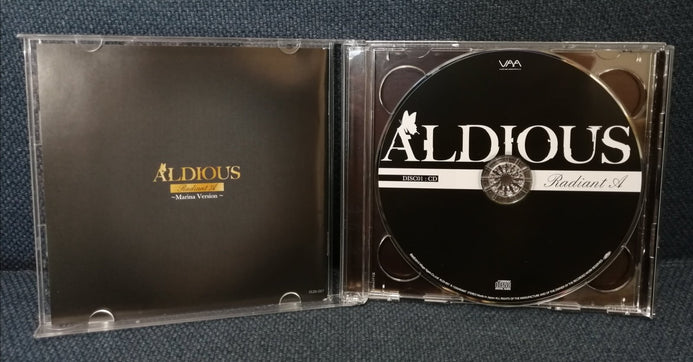 ALDIOUS
Radiant A
~Marina Version~
VAA
ALDIOUS
DISC01 : CD
Radiant A